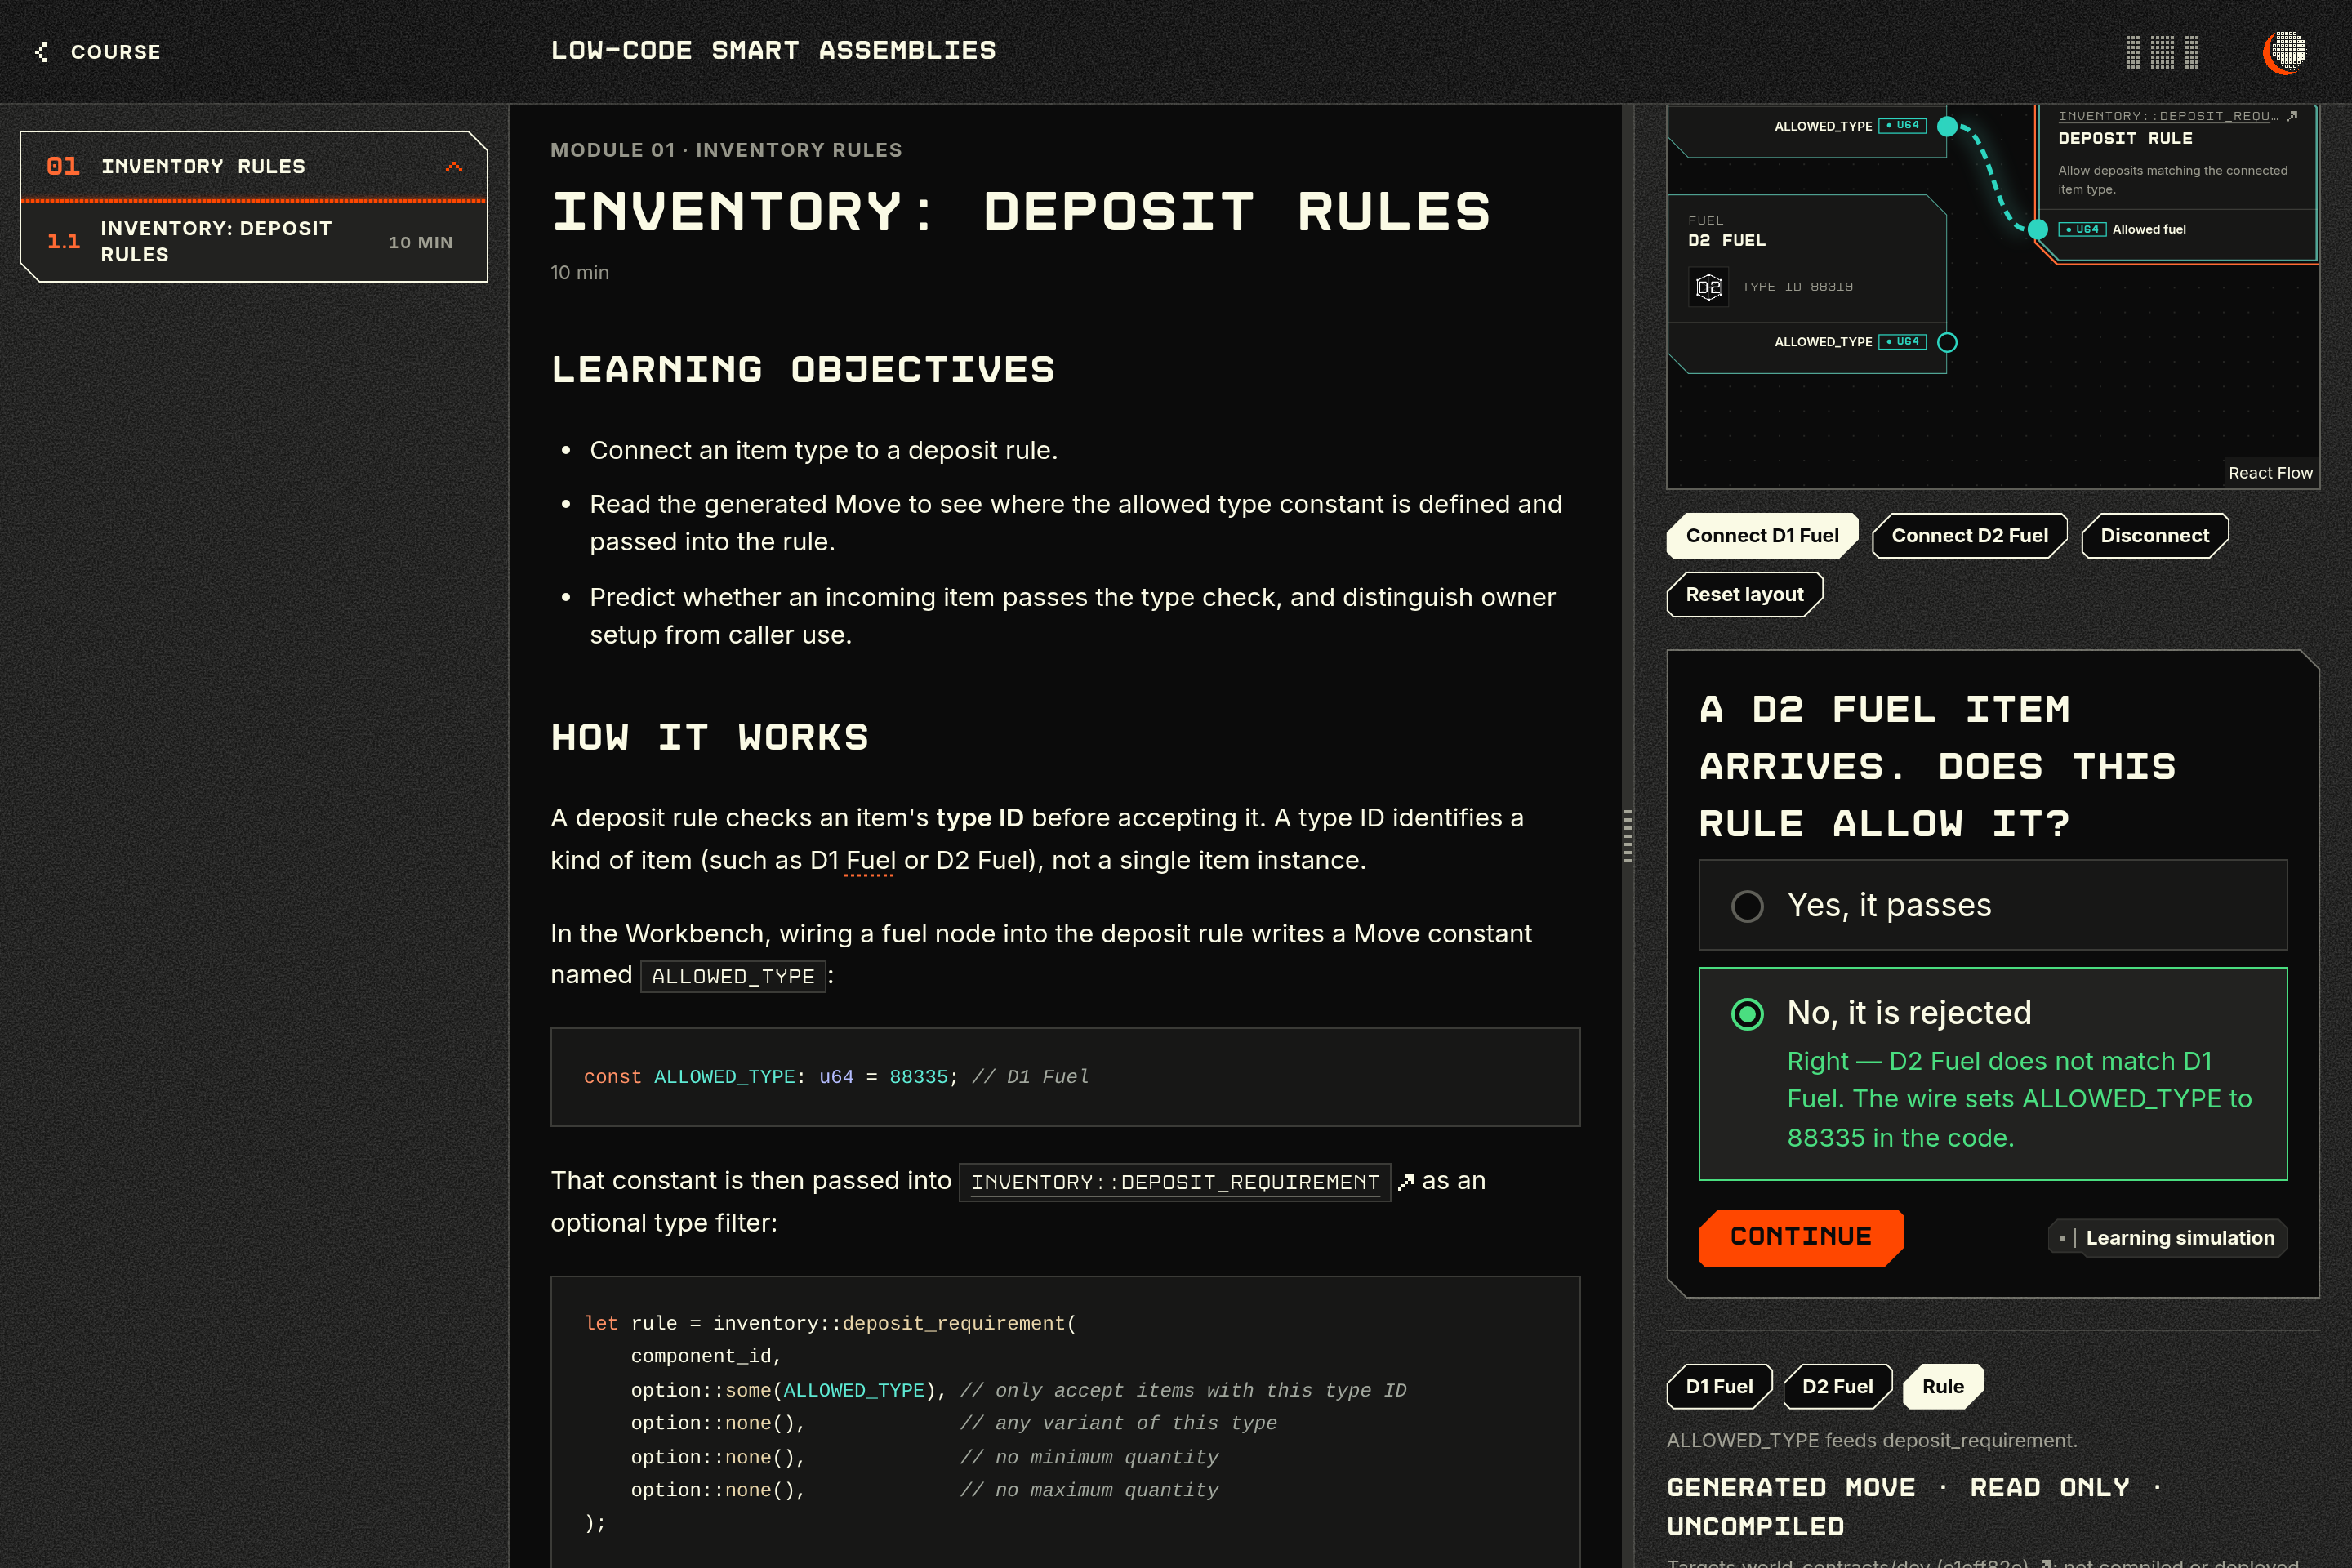 COURSE
LOW-CODE SMART ASSEMBLIES
01 INVENTORY RULES
1.1 INVENTORY: DEPOSIT RULES 10 MIN
MODULE 01 · INVENTORY RULES
INVENTORY: DEPOSIT RULES
10 min
LEARNING OBJECTIVES
• Connect an item type to a deposit rule.
• Read the generated Move to see where the allowed type constant is defined and
passed into the rule.
• Predict whether an incoming item passes the type check, and distinguish owner
setup from caller use.
HOW IT WORKS
A deposit rule checks an item's type ID before accepting it. A type ID identifies a
kind of item (such as D1 Fuel or D2 Fuel), not a single item instance.
In the Workbench, wiring a fuel node into the deposit rule writes a Move constant
named ALLOWED_TYPE:
const ALLOWED_TYPE: u64 = 88335; // D1 Fuel
That constant is then passed into INVENTORY::DEPOSIT_REQUIREMENT as an
optional type filter:
let rule = inventory::deposit_requirement(
component_id,
option::some(ALLOWED_TYPE), // only accept items with this type ID
option::none(), // any variant of this type
option::none(), // no minimum quantity
option::none(), // no maximum quantity
);
ALLOWED_TYPE U64
INVENTORY::DEPOSIT_REQU…
DEPOSIT RULE
Allow deposits matching the connected
item type.
U64 Allowed fuel
FUEL
D2 FUEL
D2 TYPE ID 88319
ALLOWED_TYPE U64
React Flow
Connect D1 Fuel Connect D2 Fuel Disconnect
Reset layout
A D2 FUEL ITEM
ARRIVES. DOES THIS
RULE ALLOW IT?
Yes, it passes
No, it is rejected
Right — D2 Fuel does not match D1
Fuel. The wire sets ALLOWED_TYPE to
88335 in the code.
CONTINUE Learning simulation
D1 Fuel D2 Fuel Rule
ALLOWED_TYPE feeds deposit_requirement.
GENERATED MOVE · READ ONLY ·
UNCOMPILED